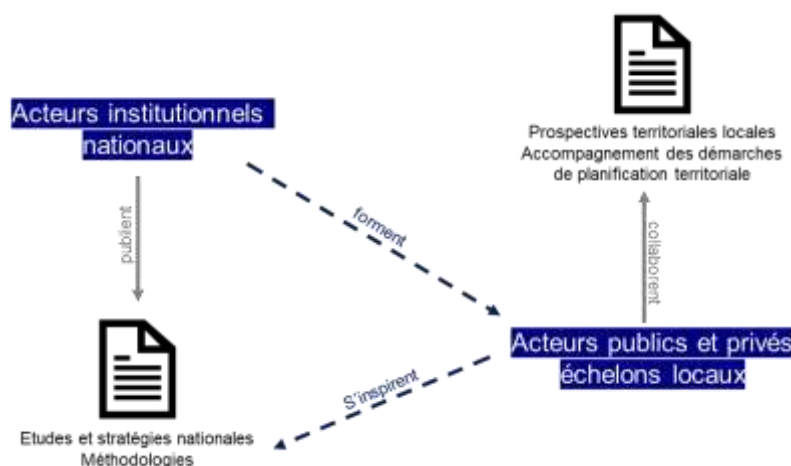 Acteurs institutionnels
nationaux
publient
Etudes et stratégies nationales
Méthodologies
forment
S'inspirent
Prospectives territoriales locales
Accompagnement des démarches
de planification territoriale
collaborent
Acteurs publics et privés
échelons locaux